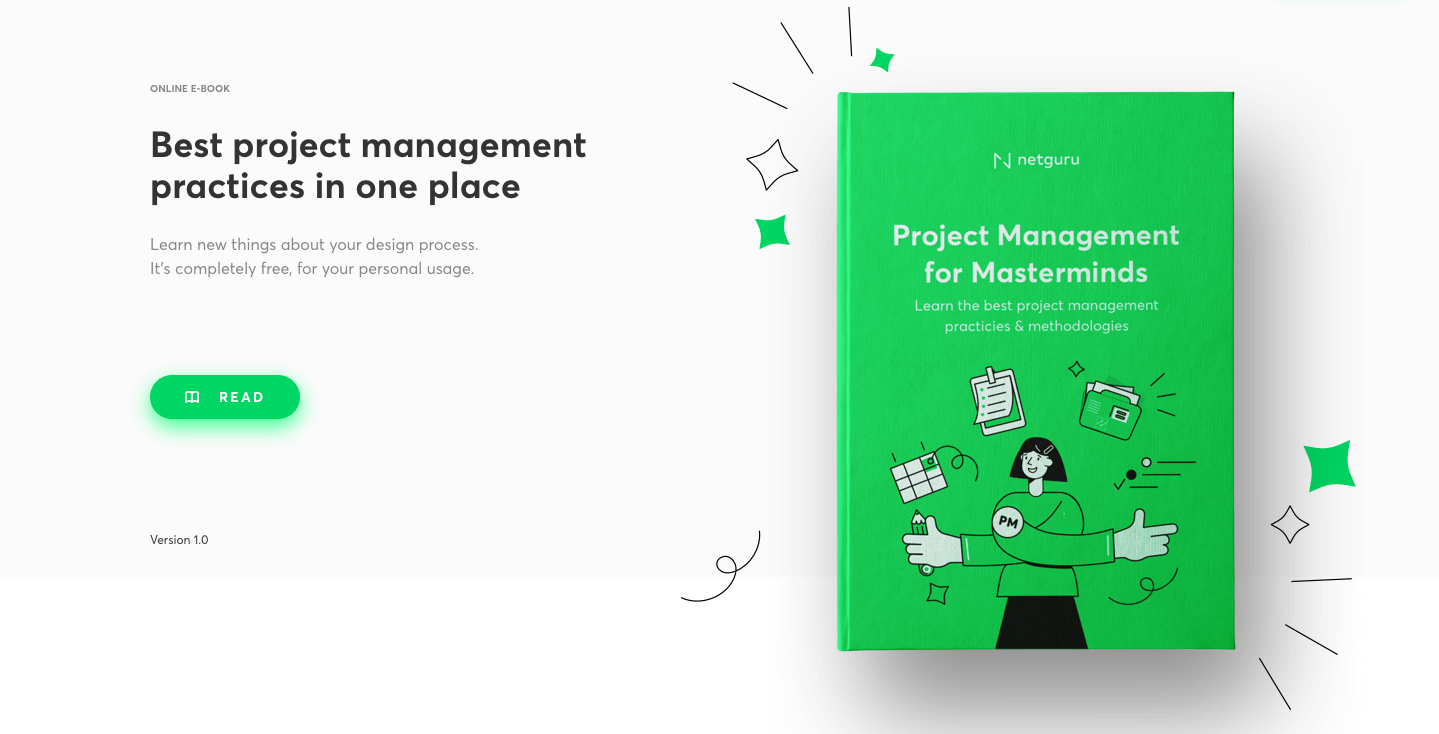 ONLINE E-BOOK
Best project management
practices in one place
Learn new things about your design process.
It's completely free, for your personal usage.
READ
Version 1.0
netguru
Project Management
for Masterminds
Learn the best project management
practicies & methodologies
PM